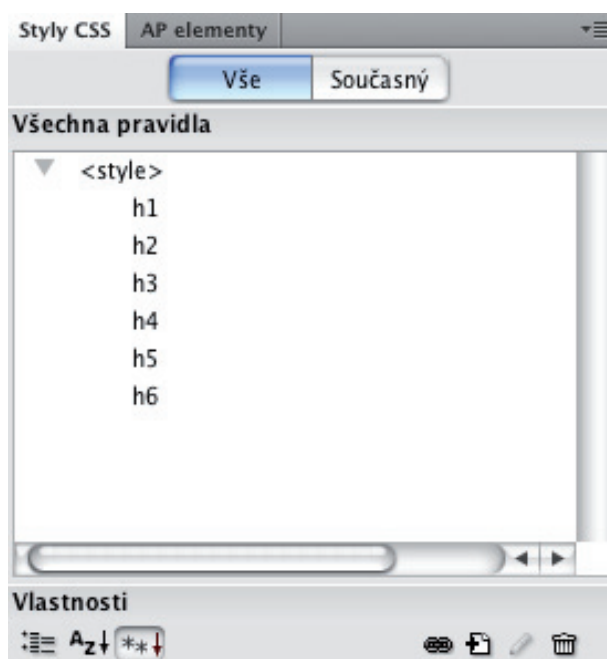 Styly CSS AP elementy
Vše Současný
Všechna pravidla
<style>
h1
h2
h3
h4
h5
h6
Vlastnosti